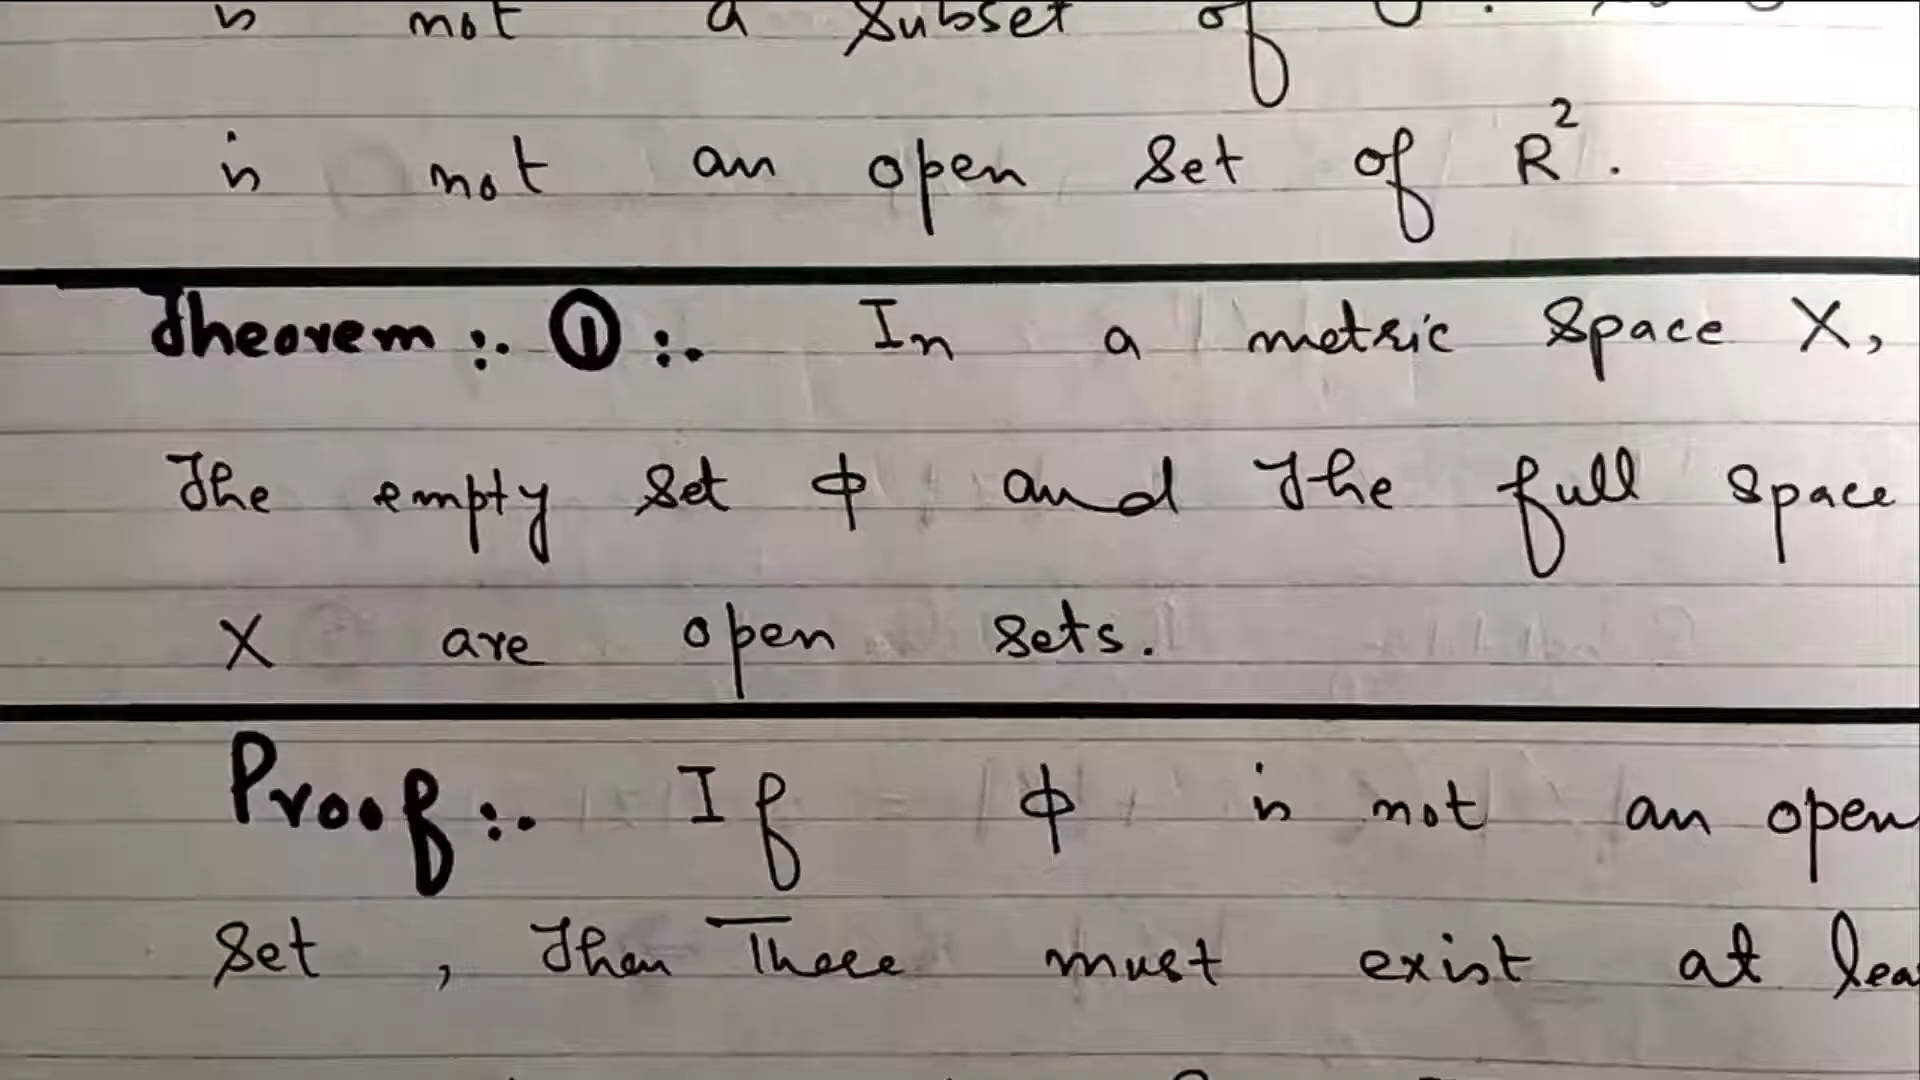 is not a subset of U.
is not an open set of R².
Theorem :. ① :. In a metric space X,
The empty set ϕ and The full space
X are open sets.
Proof :. If ϕ is not an open
set , Then There must exist at lea